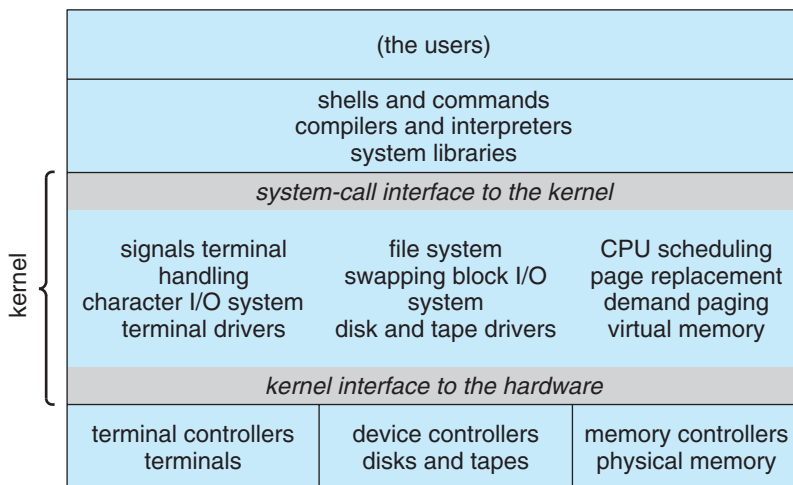 (the users)
shells and commands
compilers and interpreters
system libraries
kernel
system-call interface to the kernel
signals terminal
handling
character I/O system
terminal drivers
file system
swapping block I/O
system
disk and tape drivers
CPU scheduling
page replacement
demand paging
virtual memory
kernel interface to the hardware
terminal controllers
terminals
device controllers
disks and tapes
memory controllers
physical memory